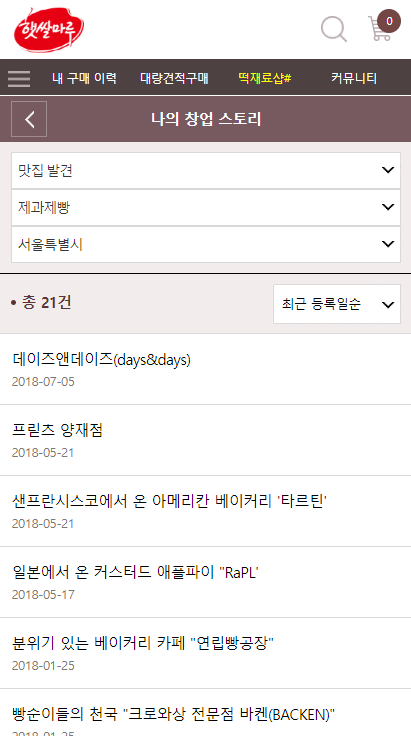 햇쌀마루
0
내 구매 이력 대량견적구매 떡재료샵# 커뮤니티
나의 창업 스토리
맛집 발견
제과제빵
서울특별시
• 총 21건
최근 등록일순
데이즈앤데이즈(days&days)
2018-07-05
프릳츠 양재점
2018-05-21
샌프란시스코에서 온 아메리칸 베이커리 '타르틴'
2018-05-21
일본에서 온 커스터드 애플파이 "RaPL'
2018-05-17
분위기 있는 베이커리 카페 "연립빵공장"
2018-01-25
빵순이들의 천국 "크로와상 전문점 바켄(BACKEN)"
2018-01-25